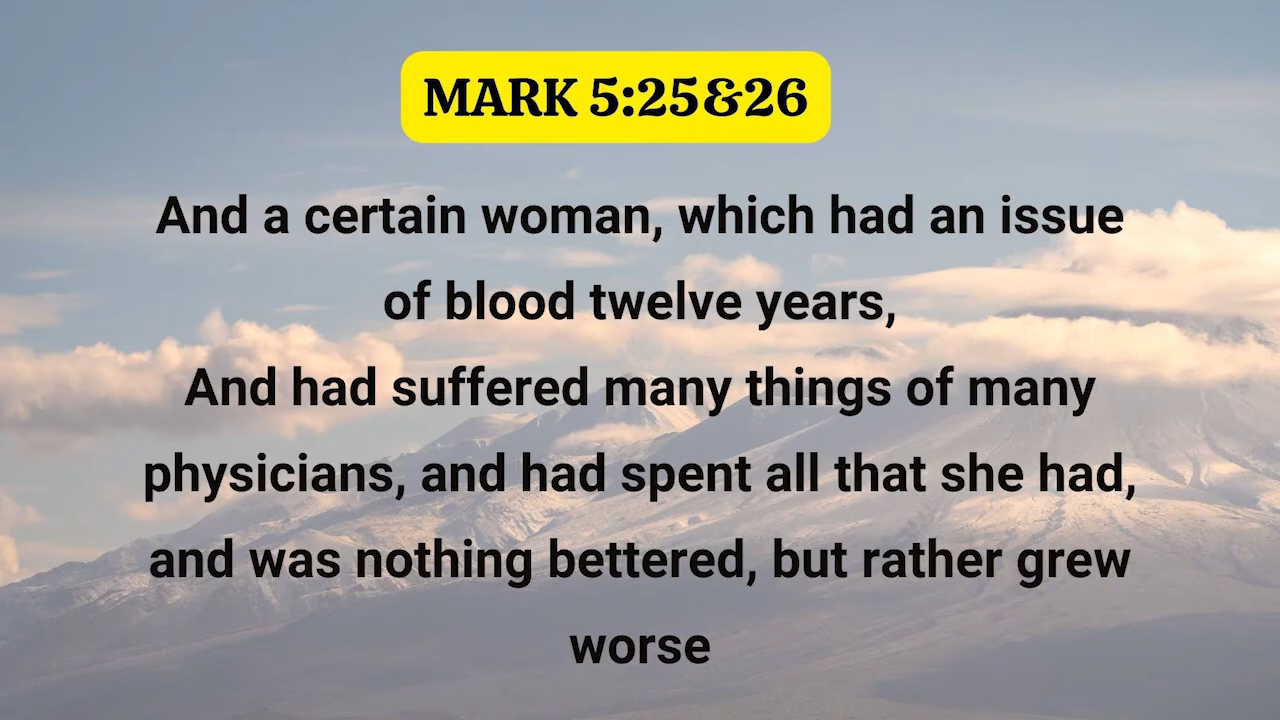 MARK 5:25&26
And a certain woman, which had an issue
of blood twelve years,
And had suffered many things of many
physicians, and had spent all that she had,
and was nothing bettered, but rather grew
worse